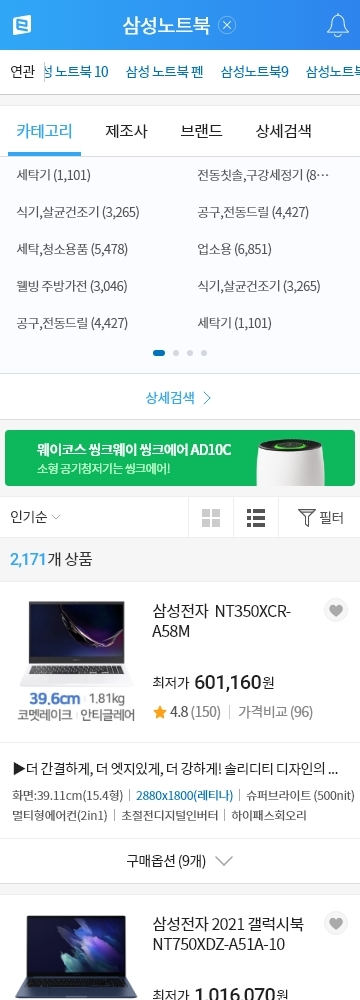 삼성노트북
연관 성 노트북 10 삼성 노트북 펜 삼성노트북9 삼성노트
카테고리 제조사 브랜드 상세검색
세탁기 (1,101) 전동칫솔,구강세정기 (8···
식기,살균건조기 (3,265) 공구,전동드릴 (4,427)
세탁,청소용품 (5,478) 업소용 (6,851)
웰빙 주방가전 (3,046) 식기,살균건조기 (3,265)
공구,전동드릴 (4,427) 세탁기 (1,101)
상세검색
웨이코스 씽크웨이 씽크에어 AD10C
소형 공기청저기는 씽크에어!
인기순 필터
2,171개 상품
삼성전자 NT350XCR-
A58M
최저가 601,160원
4.8 (150) 가격비교 (96)
39.6cm 1.81kg
코멧레이크 안티글레어
▶더 간결하게, 더 엣지있게, 더 강하게! 솔리디티 디자인의 ...
화면:39.11cm(15.4형) 2880x1800(레티나) 슈퍼브라이트 (500nit)
멀티형에어컨(2in1) 초절전디지털인버터 하이패스회오리
구매옵션 (9개)
삼성전자 2021 갤럭시북
NT750XDZ-A51A-10
최저가 1,016,070원